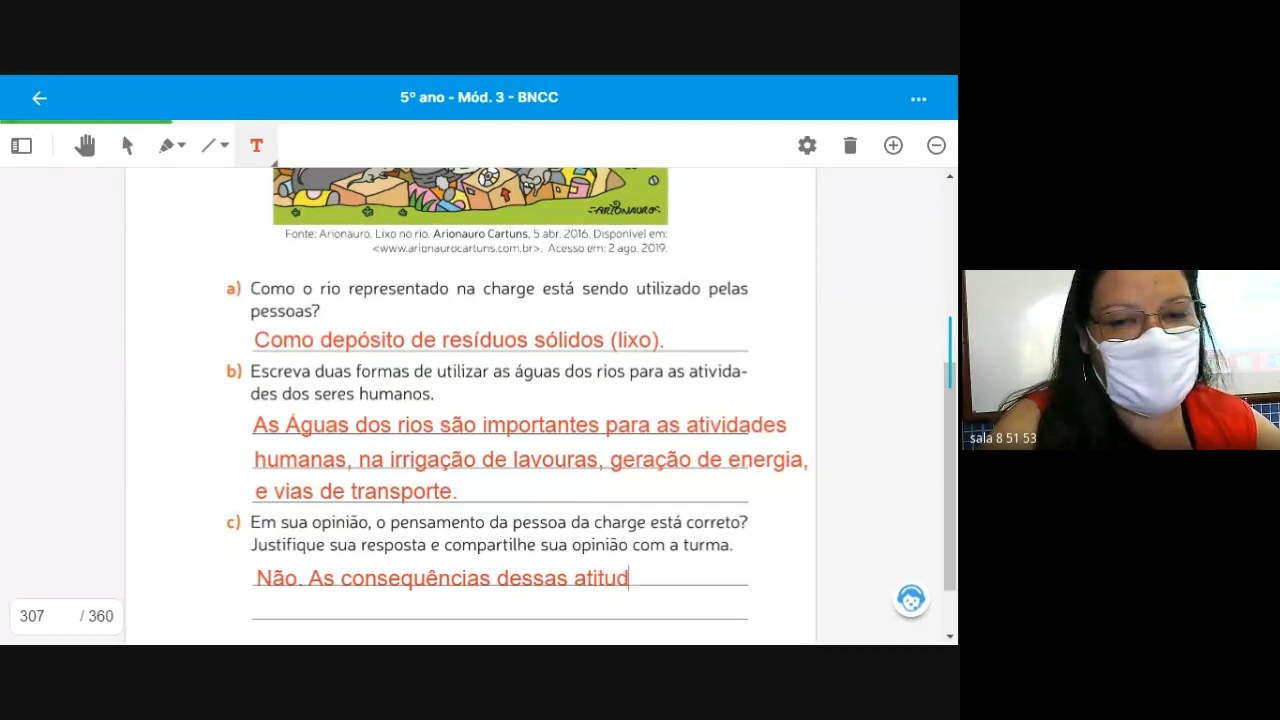 5º ano - Mód. 3 - BNCC
T
ARIONAURO
Fonte: Arionauro. Lixo no rio. Arionauro Cartuns, 5 abr. 2016. Disponível em:
<www.arionaurocartuns.com.br>. Acesso em: 2 ago. 2019.
a) Como o rio representado na charge está sendo utilizado pelas
pessoas?
Como depósito de resíduos sólidos (lixo).
b) Escreva duas formas de utilizar as águas dos rios para as ativida-
des dos seres humanos.
As Águas dos rios são importantes para as atividades
humanas, na irrigação de lavouras, geração de energia,
e vias de transporte.
c) Em sua opinião, o pensamento da pessoa da charge está correto?
Justifique sua resposta e compartilhe sua opinião com a turma.
Não. As consequências dessas atitud
307 / 360
sala 8 51 53